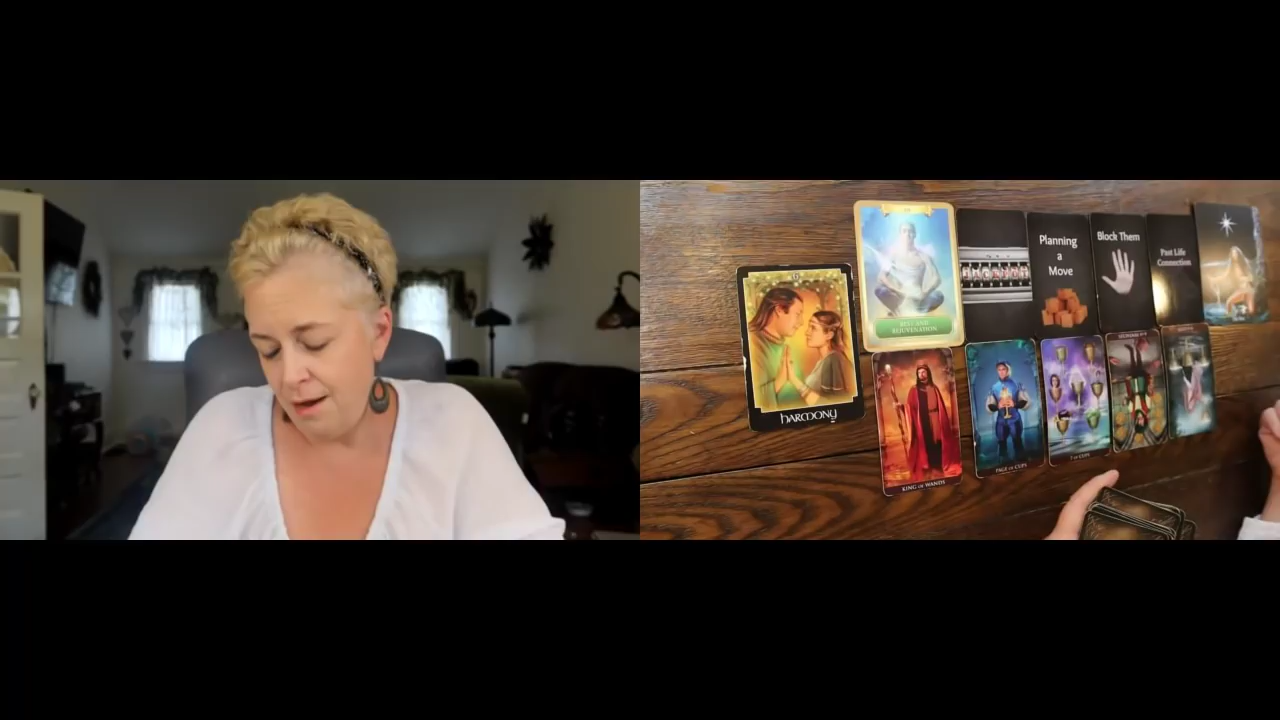 REST AND
REJUVENATION
Planning
a
Move
Block Them
Past Life
Connection
HARMONY
KING OF WANDS
PAGE OF CUPS
7 OF CUPS